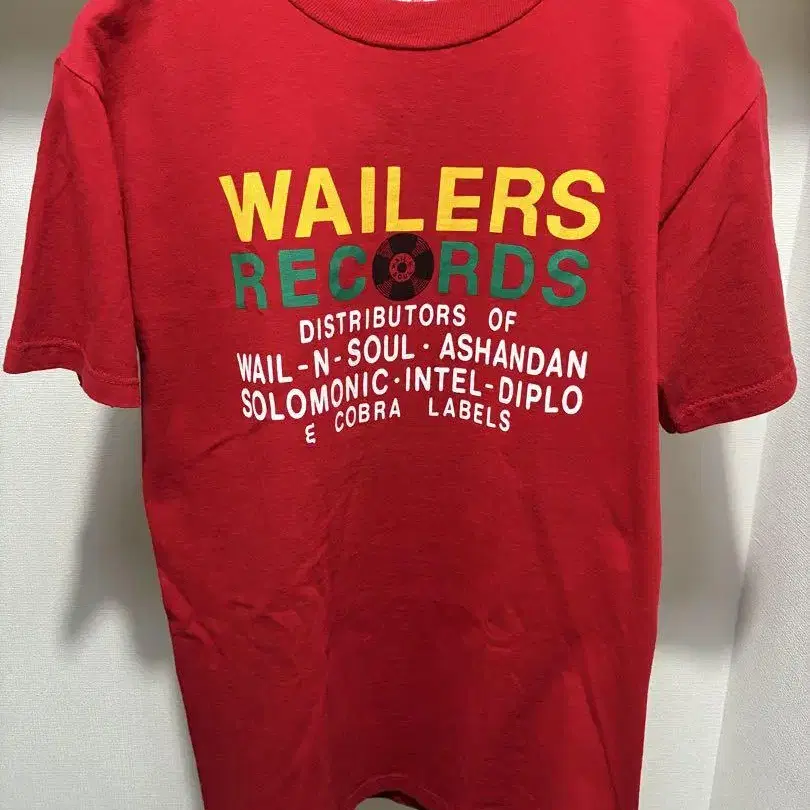 WAILERS
RECORDS
DISTRIBUTORS OF
WAIL-N-SOUL · ASHANDAN
SOLOMONIC · INTEL-DIPLO
& COBRA LABELS